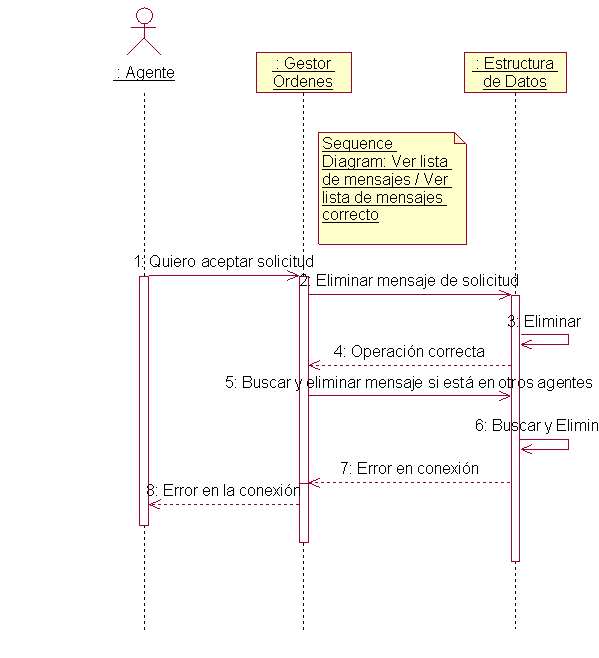 : Agente
: Gestor
Ordenes
: Estructura
de Datos
Sequence
Diagram: Ver lista
de mensajes / Ver
lista de mensajes
correcto
1: Quiero aceptar solicitud
2: Eliminar mensaje de solicitud
3: Eliminar
4: Operación correcta
5: Buscar y eliminar mensaje si está en otros agentes
6: Buscar y Elimin
7: Error en conexión
8: Error en la conexión